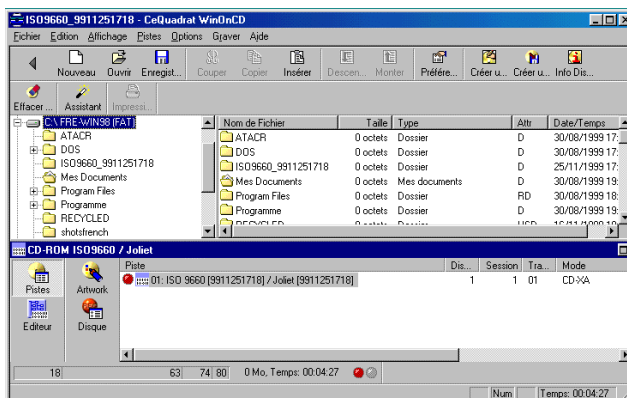 ISO9660_9911251718 - CeQuadrat WinOnCD
Fichier Edition Affichage Pistes Options Graver Aide
Nouveau Ouvrir Enregist... Couper Copier Insérer Descen... Monter Préfére... Créer u... Créer u... Info Dis...
Effacer ... Assistant Impressi...
C:\ FRE-WIN98 (FAT)
ATACR
DOS
ISO9660_9911251718
Mes Documents
Program Files
Programme
RECYCLED
shotsfrench
Nom de Fichier Taille Type Attr Date/Temps
ATACR 0 octets Dossier D 30/08/1999 17:
DOS 0 octets Dossier D 30/08/1999 17:
ISO9660_9911251718 0 octets Dossier D 25/11/1999 17:
Mes Documents 0 octets Mes documents D 30/08/1999 19:
Program Files 0 octets Dossier RD 30/08/1999 18:
Programme 0 octets Dossier D 30/08/1999 19:
RECYCLED 0 octets Dossier
CD-ROM ISO9660 / Joliet
Pistes Artwork
Editeur Disque
Piste Dis... Session Tra... Mode
01: ISO 9660 [9911251718] / Joliet [9911251718] 1 1 01 CD-XA
18 63 74 80 0 Mo, Temps: 00:04:27
Num Temps: 00:04:27